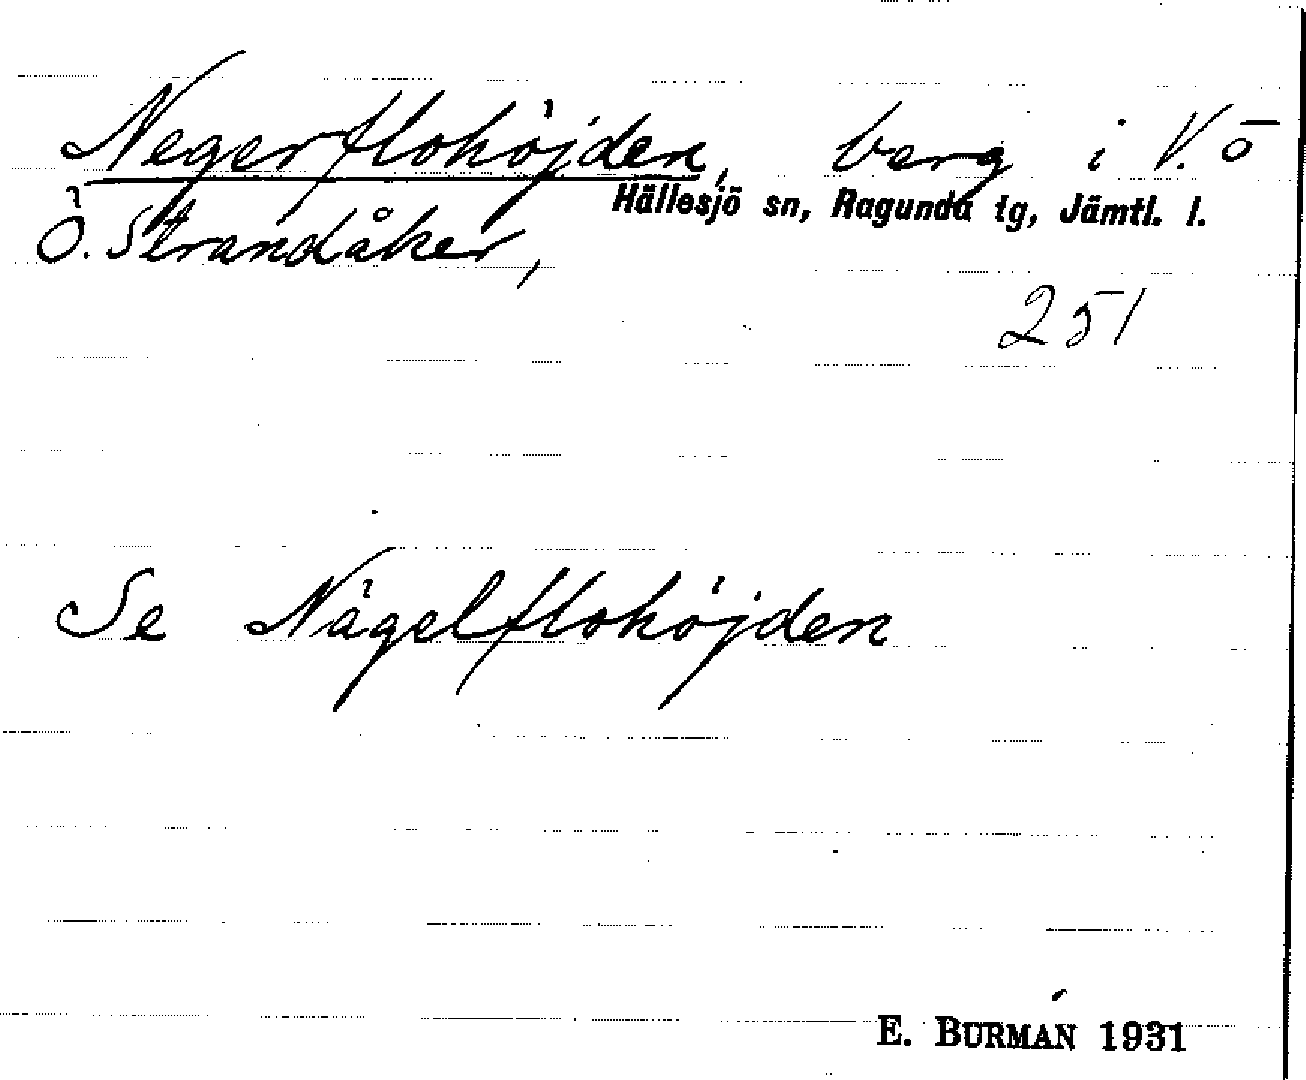 Negerflohöjden, berg i V. o
Ö. Strandåker,
Hällesjö sn, Ragunda tg, Jämtl. l.
251
Se Nägelflohöjden
E. BURMAN 1931